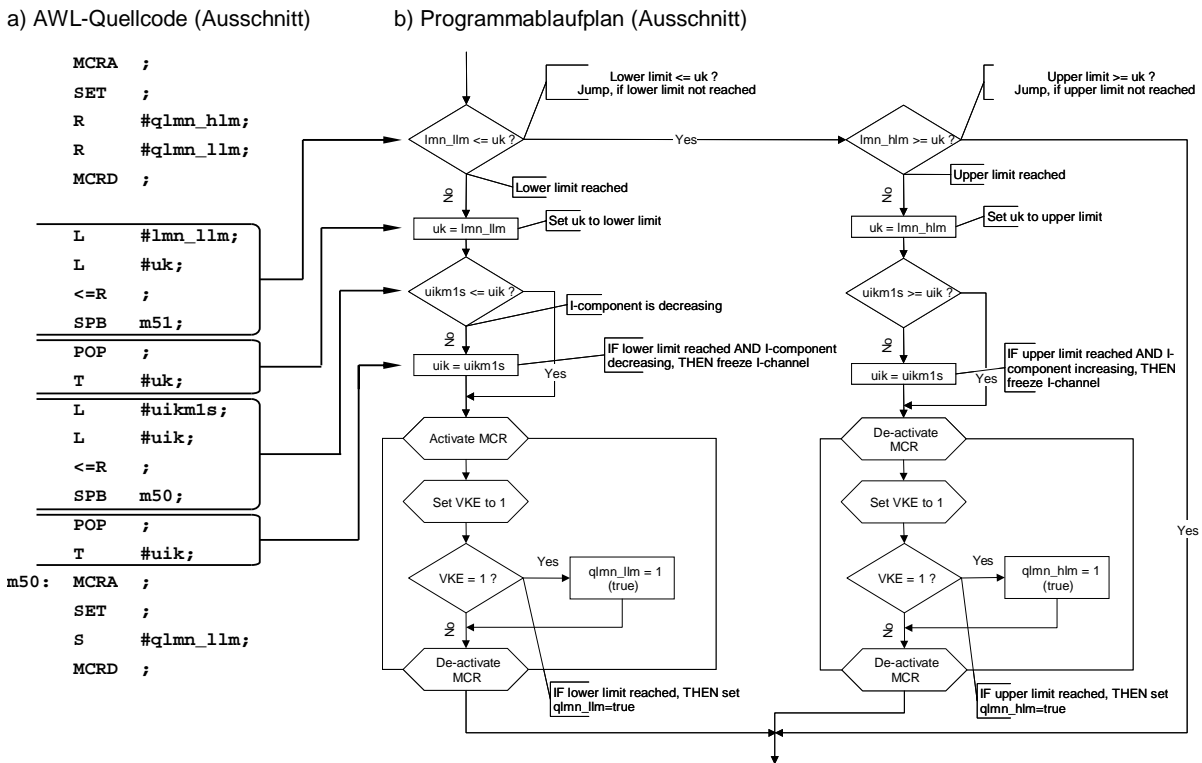 a) AWL-Quellcode (Ausschnitt)
MCRA ;
SET ;
R #qlmn_hlm;
R #qlmn_llm;
MCRD ;
L #lmn_llm;
L #uk;
<=R ;
SPB m51;
POP ;
T #uk;
L #uikm1s;
L #uik;
<=R ;
SPB m50;
POP ;
T #uik;
m50: MCRA ;
SET ;
S #qlmn_llm;
MCRD ;
b) Programmablaufplan (Ausschnitt)
Lower limit <= uk ?
Jump, if lower limit not reached
lmn_llm <= uk ?
Yes
No
Lower limit reached
uk = lmn_llm
Set uk to lower limit
uikm1s <= uik ?
I-component is decreasing
No
uik = uikm1s
Yes
IF lower limit reached AND I-component
decreasing, THEN freeze I-channel
Activate MCR
Set VKE to 1
VKE = 1 ?
Yes
qlmn_llm = 1
(true)
No
De-activate
MCR
IF lower limit reached, THEN set
qlmn_llm=true
Upper limit >= uk ?
Jump, if upper limit not reached
lmn_hlm >= uk ?
No
Upper limit reached
uk = lmn_hlm
Set uk to upper limit
uikm1s >= uik ?
No
uik = uikm1s
Yes
IF upper limit reached AND I-
component increasing, THEN
freeze I-channel
De-activate
MCR
Set VKE to 1
VKE = 1 ?
Yes
qlmn_hlm = 1
(true)
No
De-activate
MCR
IF upper limit reached, THEN set
qlmn_hlm=true
Yes